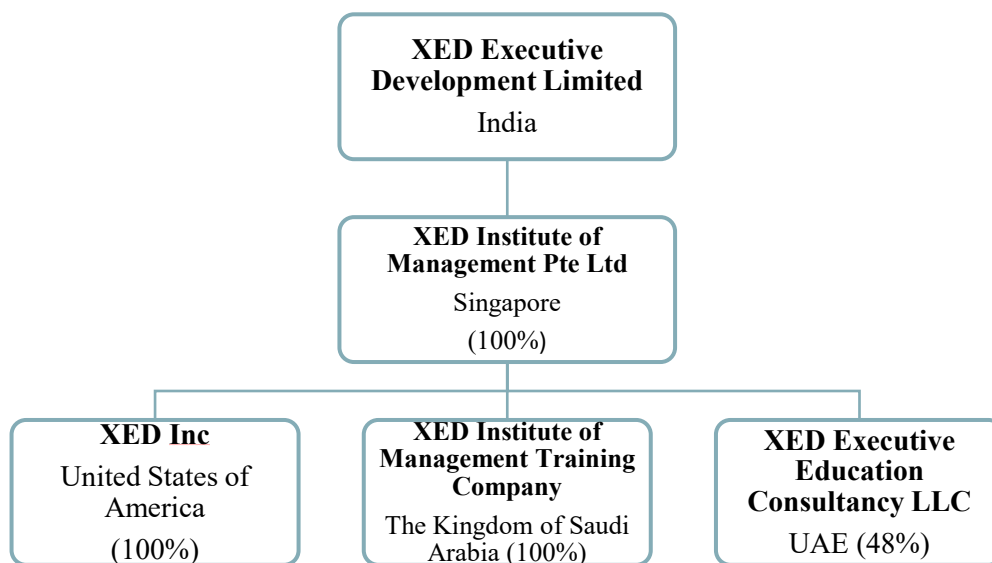 XED Executive
Development Limited
India
XED Institute of
Management Pte Ltd
Singapore
(100%)
XED Inc
United States of
America
(100%)
XED Institute of
Management Training
Company
The Kingdom of Saudi
Arabia (100%)
XED Executive
Education
Consultancy LLC
UAE (48%)